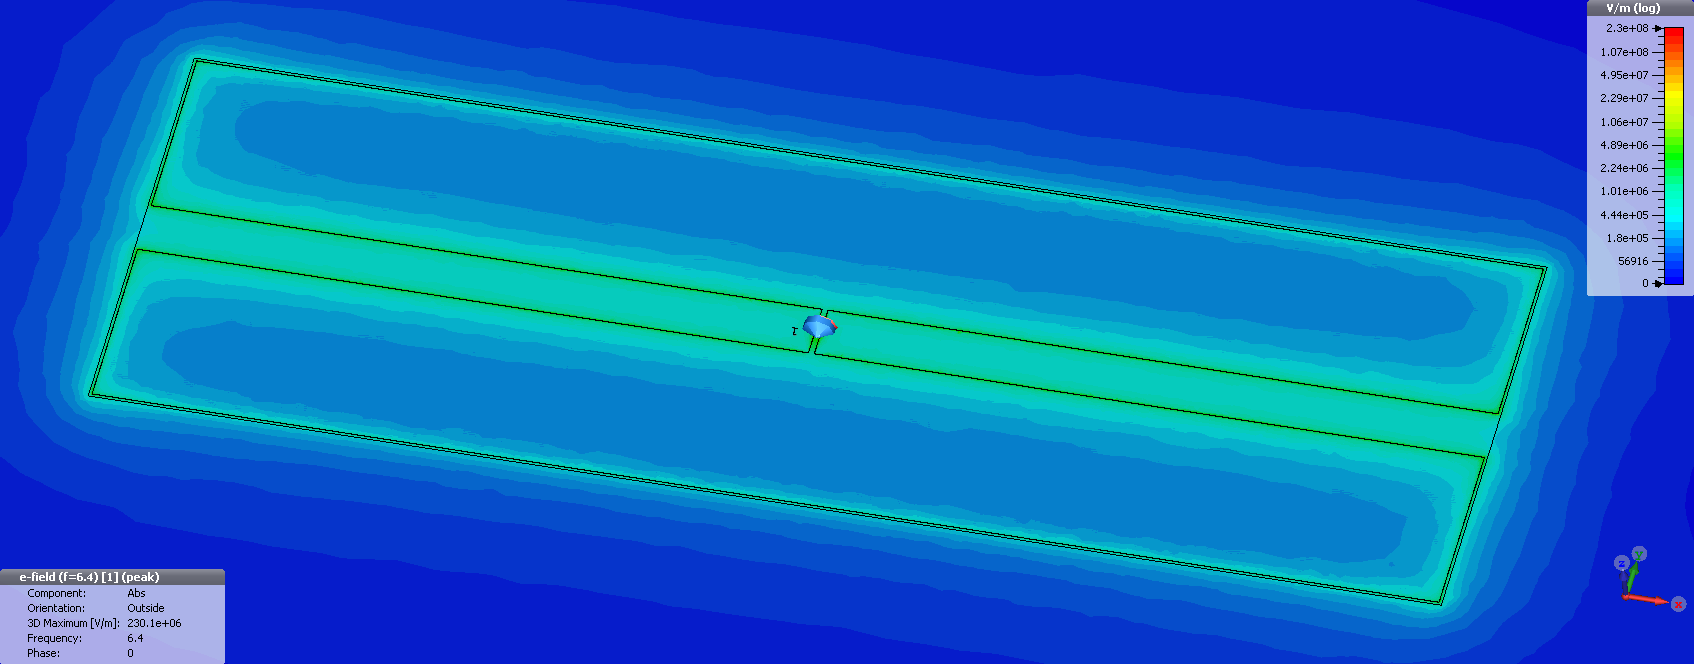 V/m (log)
2.3e+08
1.07e+08
4.95e+07
2.29e+07
1.06e+07
4.89e+06
2.24e+06
1.01e+06
4.44e+05
1.8e+05
56916
0
1
e-field (f=6.4) [1] (peak)
Component: Abs
Orientation: Outside
3D Maximum [V/m]: 230.1e+06
Frequency: 6.4
Phase: 0
z y
x